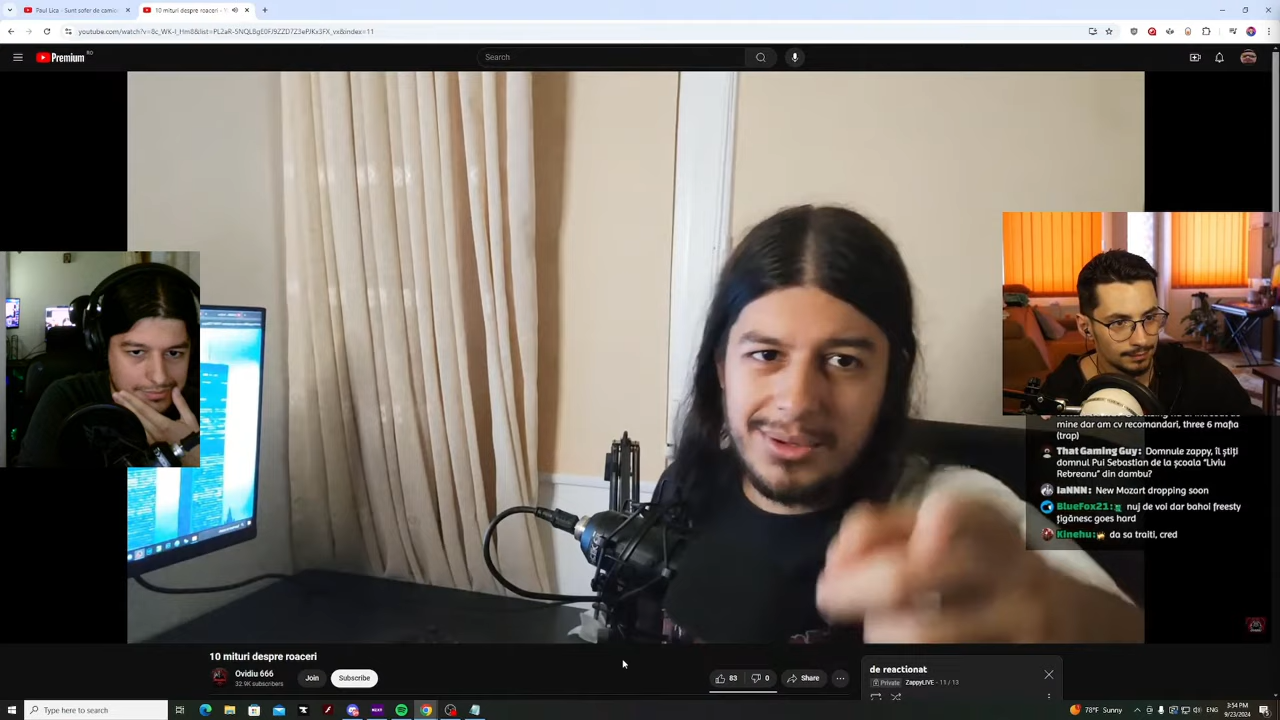 Paul Lica - Sunt sofer de camio
10 mituri despre roaceri - 
youtube.com/watch?v=8c_WK-I_Hm8&list=PL2aR-5NQLBgE0FJ9ZZD7Z3ePJKx3FX_vx&index=11
Premium RO
Search
mine dar am cv recomandari, three 6 mafia
(trap)
That Gaming Guy: Domnule zappy, îl știți
domnul Pui Sebastian de la școala "Liviu
Rebreanu" din dambu?
IaNNN: New Mozart dropping soon
BlueFox21: nuj de voi dar bahoi freesty
țigănesc goes hard
Kinehu: da sa traiti, cred
10 mituri despre roaceri
Ovidiu 666
32.9K subscribers
Join
Subscribe
83
0
Share
de reactionat
Private ZappyLIVE - 11 / 13
Type here to search
78°F Sunny
ENG
3:54 PM
9/23/2024